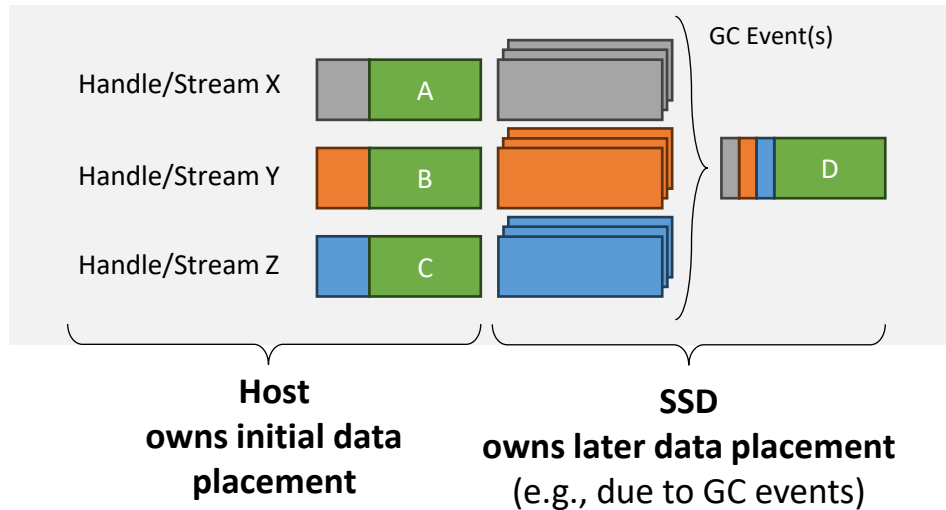 GC Event(s)
Handle/Stream X
A
Handle/Stream Y
B
D
Handle/Stream Z
C
Host
owns initial data
placement
SSD
owns later data placement
(e.g., due to GC events)